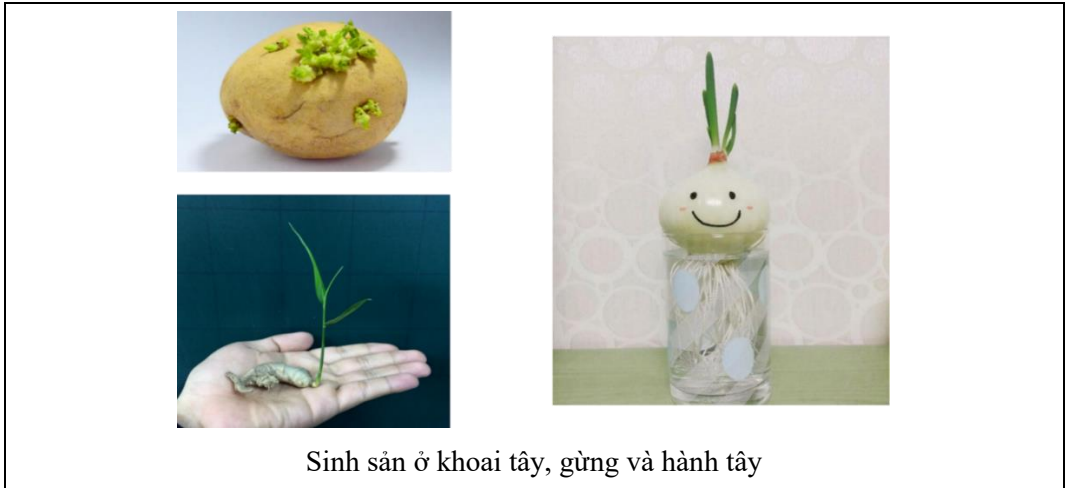 Sinh sản ở khoai tây, gừng và hành tây